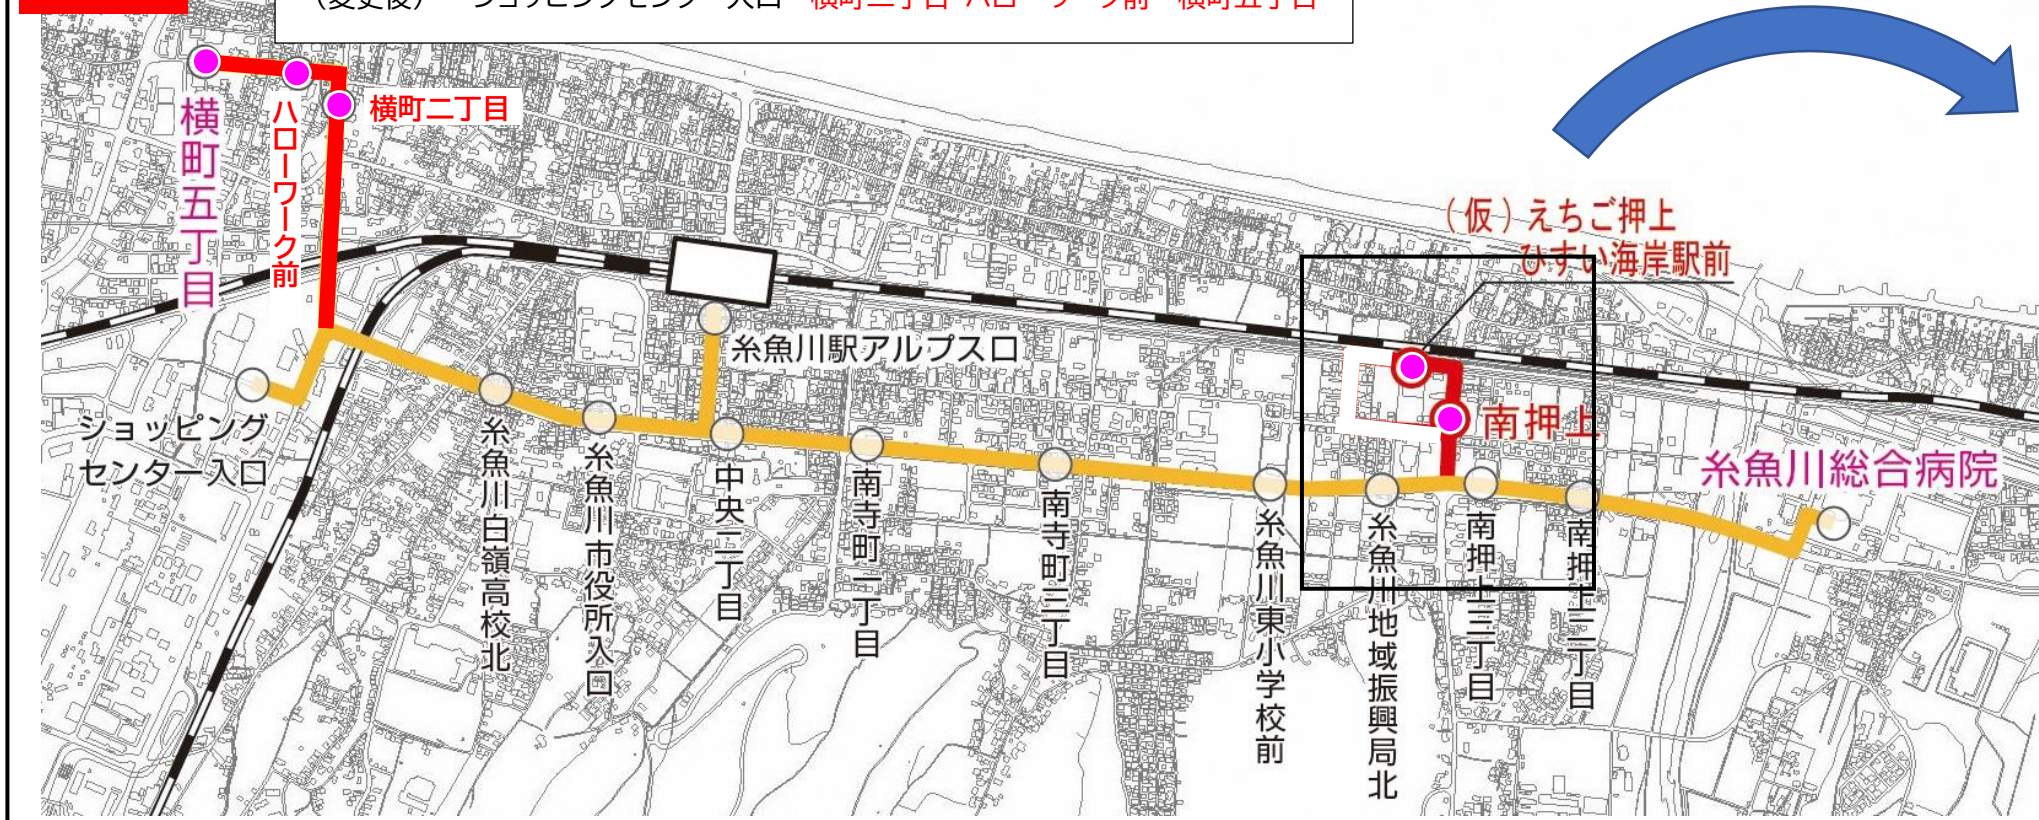 （変更後） ショッピングセンター入口 横町二丁目 ハローワーク前 横町五丁目
横町五丁目
ハローワーク前
横町二丁目
（仮）えちご押上
ひすい海岸駅前
糸魚川駅アルプス口
南押上
ショッピング
センター入口
糸魚川白嶺高校北
糸魚川市役所入口
中央二丁目
南寺町一丁目
南寺町三丁目
糸魚川東小学校前
糸魚川地域振興局北
南押上三丁目
南押上二丁目
糸魚川総合病院